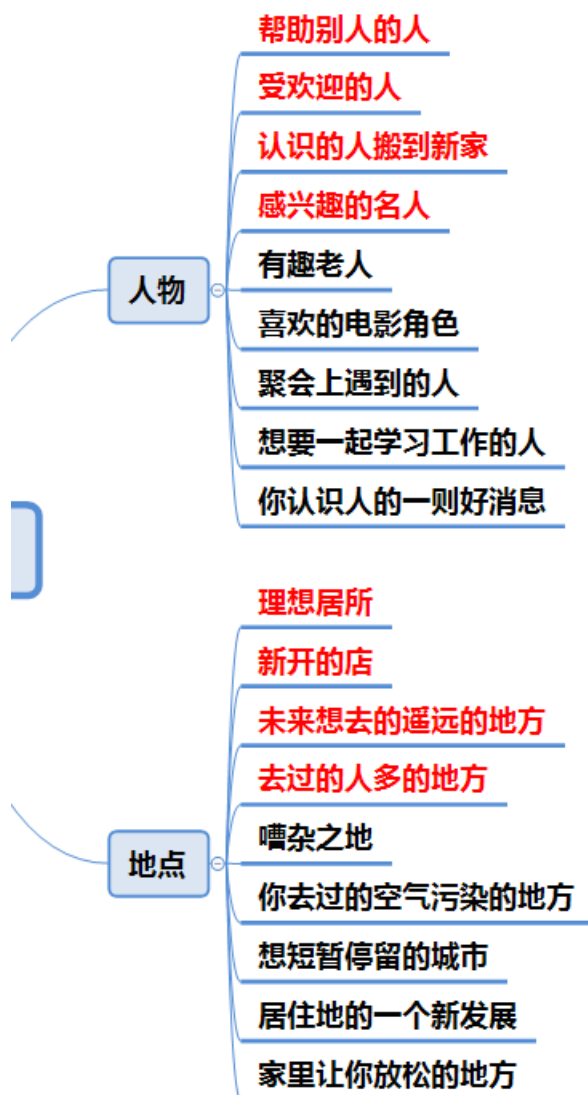 帮助别人的人
受欢迎的人
认识的人搬到新家
感兴趣的名人
人物
有趣老人
喜欢的电影角色
聚会上遇到的人
想要一起学习工作的人
你认识人的一则好消息
理想居所
新开的店
未来想去的遥远的地方
去过的人多的地方
嘈杂之地
地点
你去过的空气污染的地方
想短暂停留的城市
居住地的一个新发展
家里让你放松的地方